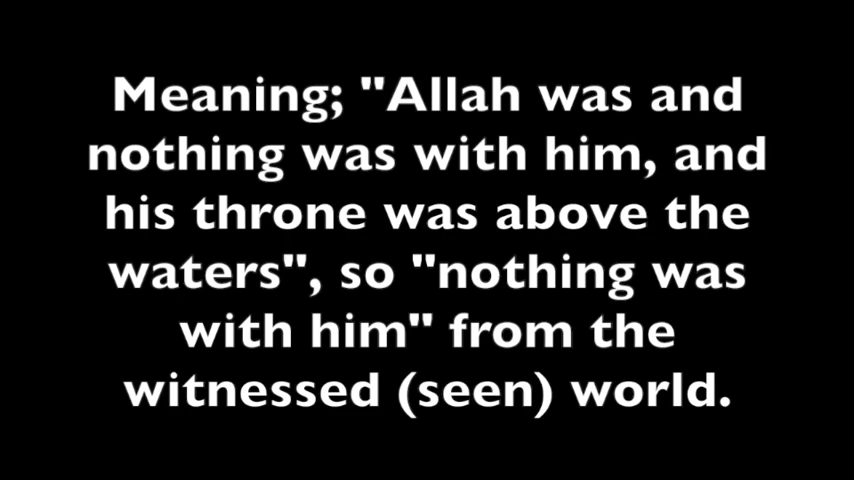 Meaning; "Allah was and
nothing was with him, and
his throne was above the
waters", so "nothing was
with him" from the
witnessed (seen) world.